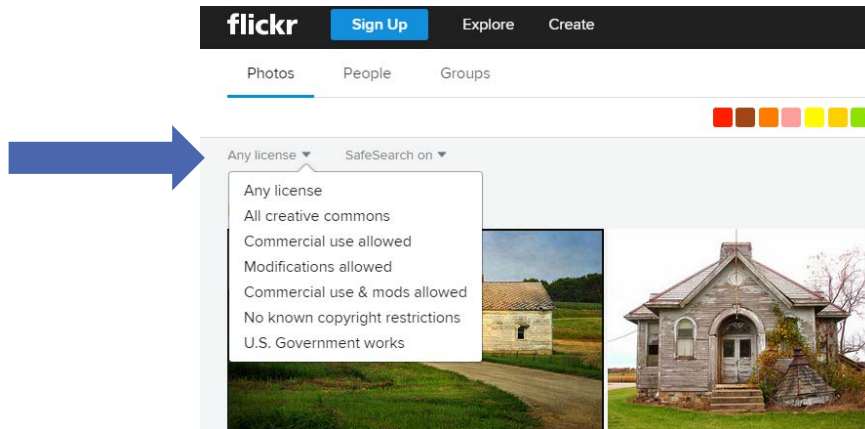 flickr Sign Up Explore Create
Photos People Groups
Any license SafeSearch on
Any license
All creative commons
Commercial use allowed
Modifications allowed
Commercial use & mods allowed
No known copyright restrictions
U.S. Government works